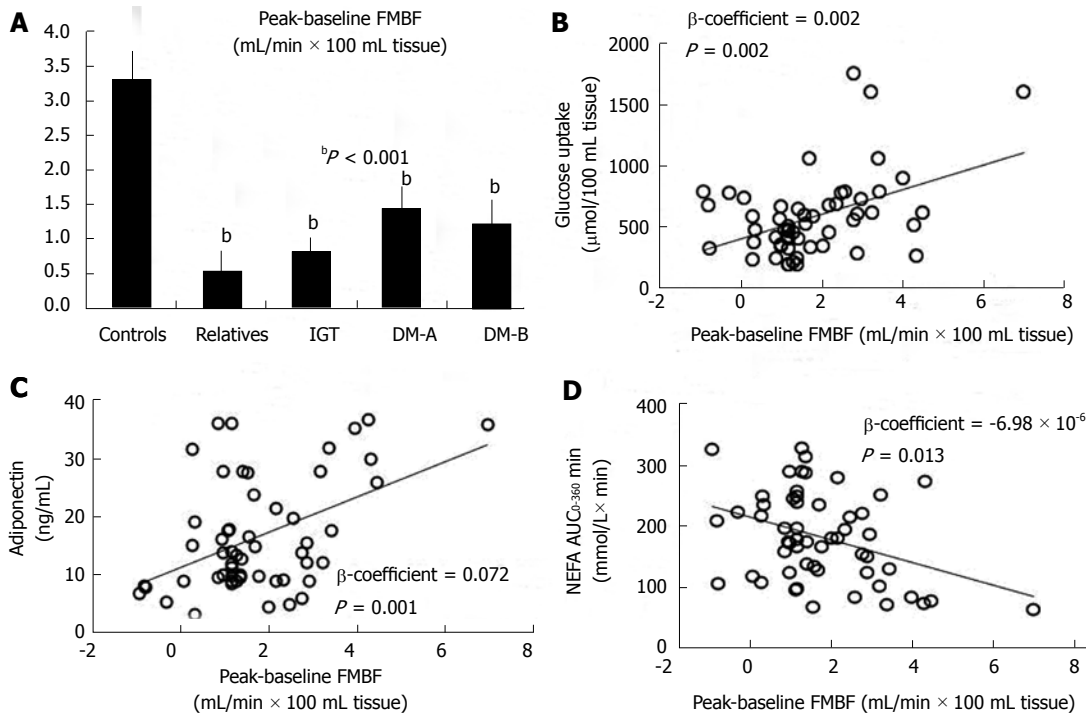 A
Peak-baseline FMBF
(mL/min × 100 mL tissue)
4.0
3.5
3.0
2.5
2.0
1.5
1.0
0.5
0.0
ᵇP < 0.001
b
b
b
b
Controls
Relatives
IGT
DM-A
DM-B
B
β-coefficient = 0.002
P = 0.002
Glucose uptake
(μmol/100 mL tissue)
2000
1500
1000
500
0
-2
0
2
4
6
8
Peak-baseline FMBF (mL/min × 100 mL tissue)
C
Adiponectin
(ng/mL)
40
30
20
10
0
β-coefficient = 0.072
P = 0.001
-2
0
2
4
6
8
Peak-baseline FMBF
(mL/min × 100 mL tissue)
D
β-coefficient = -6.98 × 10⁻⁶
P = 0.013
NEFA AUC₀₋₃₆₀ min
(mmol/L× min)
400
300
200
100
0
-2
0
2
4
6
8
Peak-baseline FMBF (mL/min × 100 mL tissue)